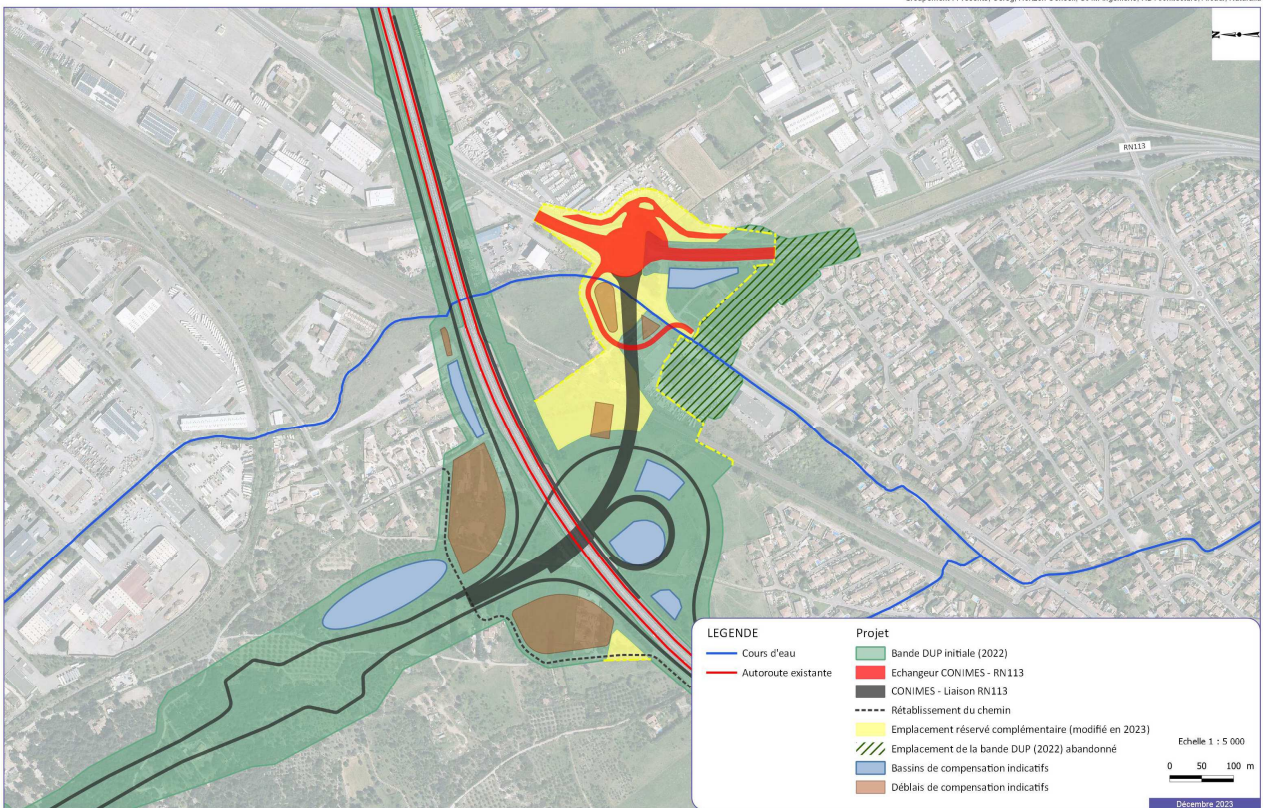 N
RN113
LEGENDE
Cours d'eau
Autoroute existante
Projet
Bande DUP initiale (2022)
Echangeur CONIMES - RN113
CONIMES - Liaison RN113
Rétablissement du chemin
Emplacement réservé complémentaire (modifié en 2023)
Emplacement de la bande DUP (2022) abandonné
Bassins de compensation indicatifs
Déblais de compensation indicatifs
Echelle 1 : 5 000
0 50 100 m
Décembre 2023